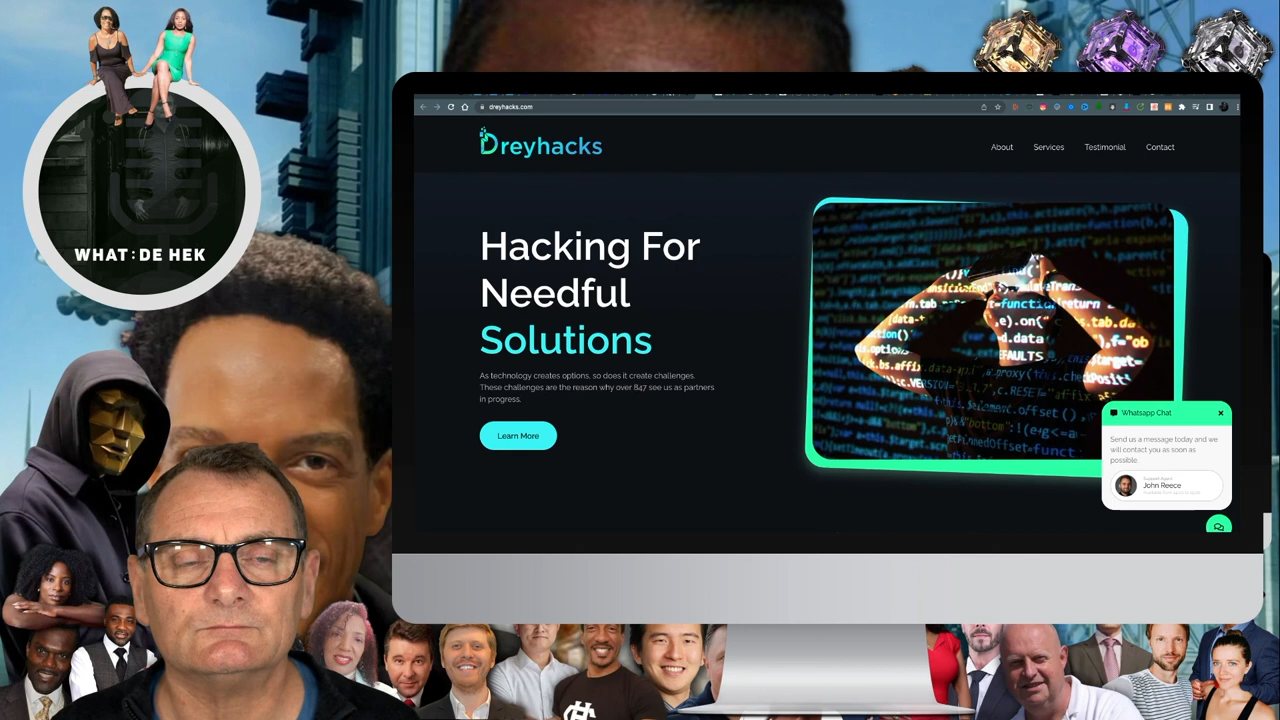 WHAT:DE HEK
dreyhacks.com
Dreyhacks
About
Services
Testimonial
Contact
Hacking For
Needful
Solutions
As technology creates options, so does it create challenges.
These challenges are the reason why over 847 see us as partners
in progress.
Learn More
Whatsapp Chat
Send us a message today and we
will contact you as soon as
possible.
Support Agent
John Reece